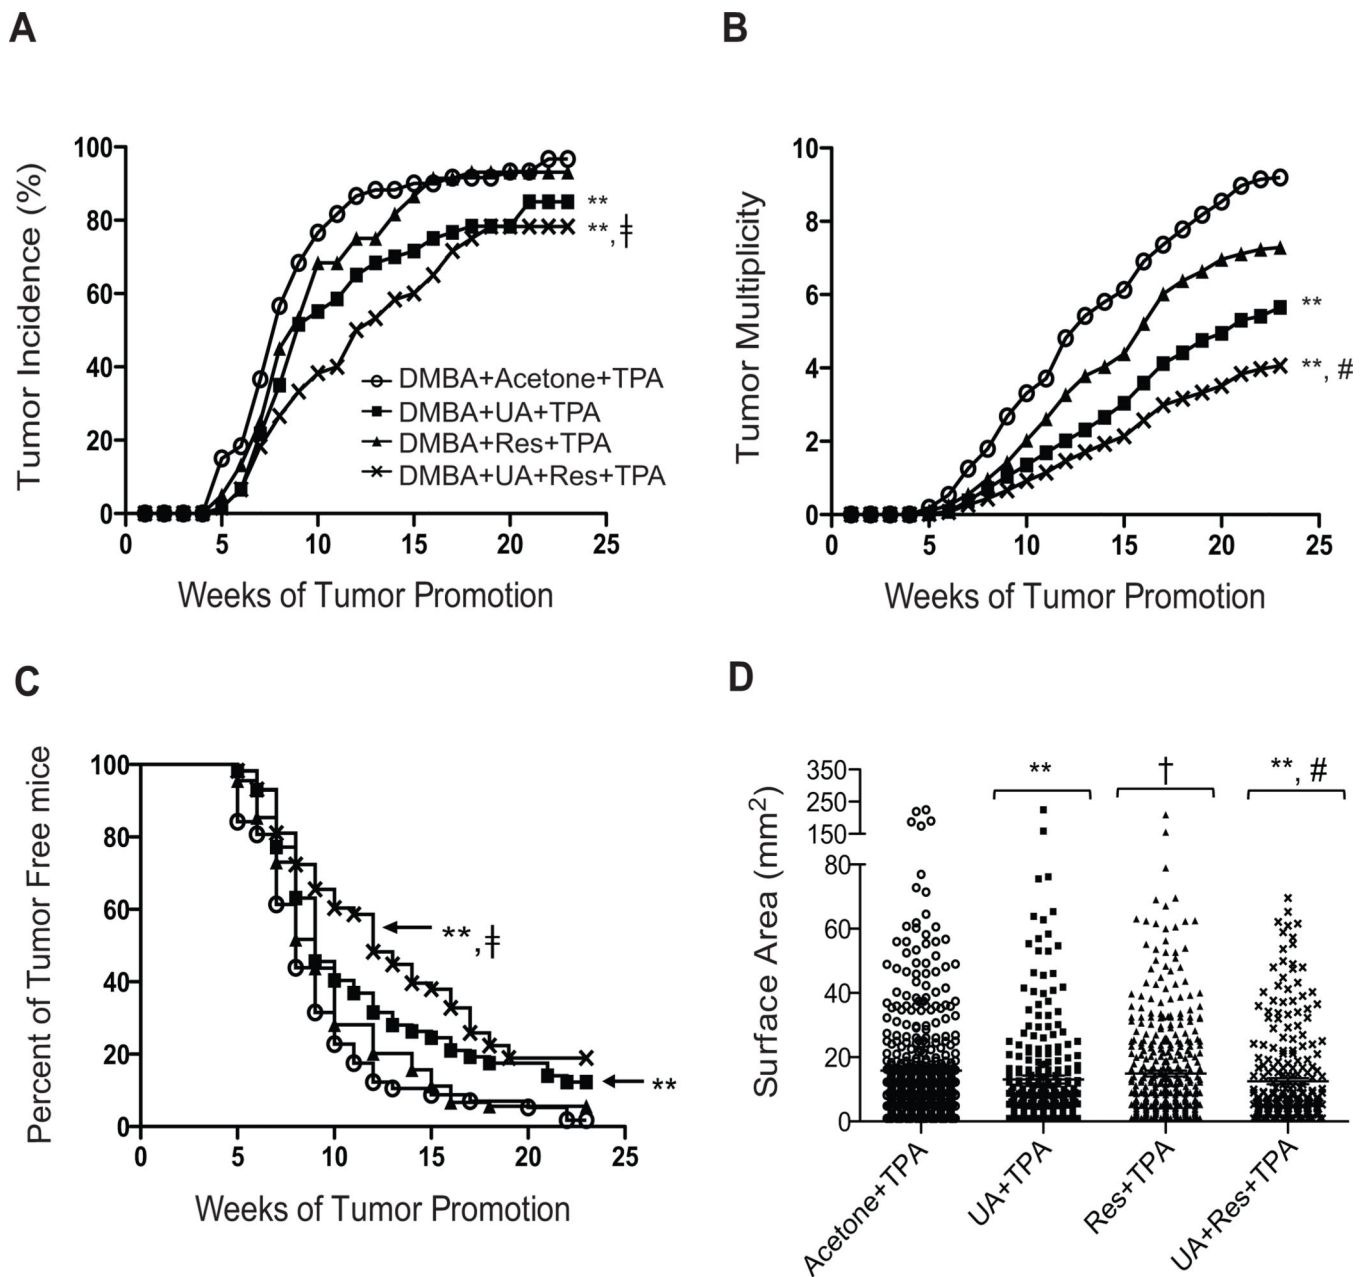 A
Tumor Incidence (%)
100
80
60
40
20
0
0 5 10 15 20 25
Weeks of Tumor Promotion
**
**,ǂ
DMBA+Acetone+TPA
DMBA+UA+TPA
DMBA+Res+TPA
DMBA+UA+Res+TPA
B
Tumor Multiplicity
10
8
6
4
2
0
0 5 10 15 20 25
Weeks of Tumor Promotion
**
**, #
C
Percent of Tumor Free mice
100
80
60
40
20
0
0 5 10 15 20 25
Weeks of Tumor Promotion
**,ǂ
**
D
Surface Area (mm²)
350
250
150
80
60
40
20
0
** † **, #
Acetone+TPA
UA+TPA
Res+TPA
UA+Res+TPA